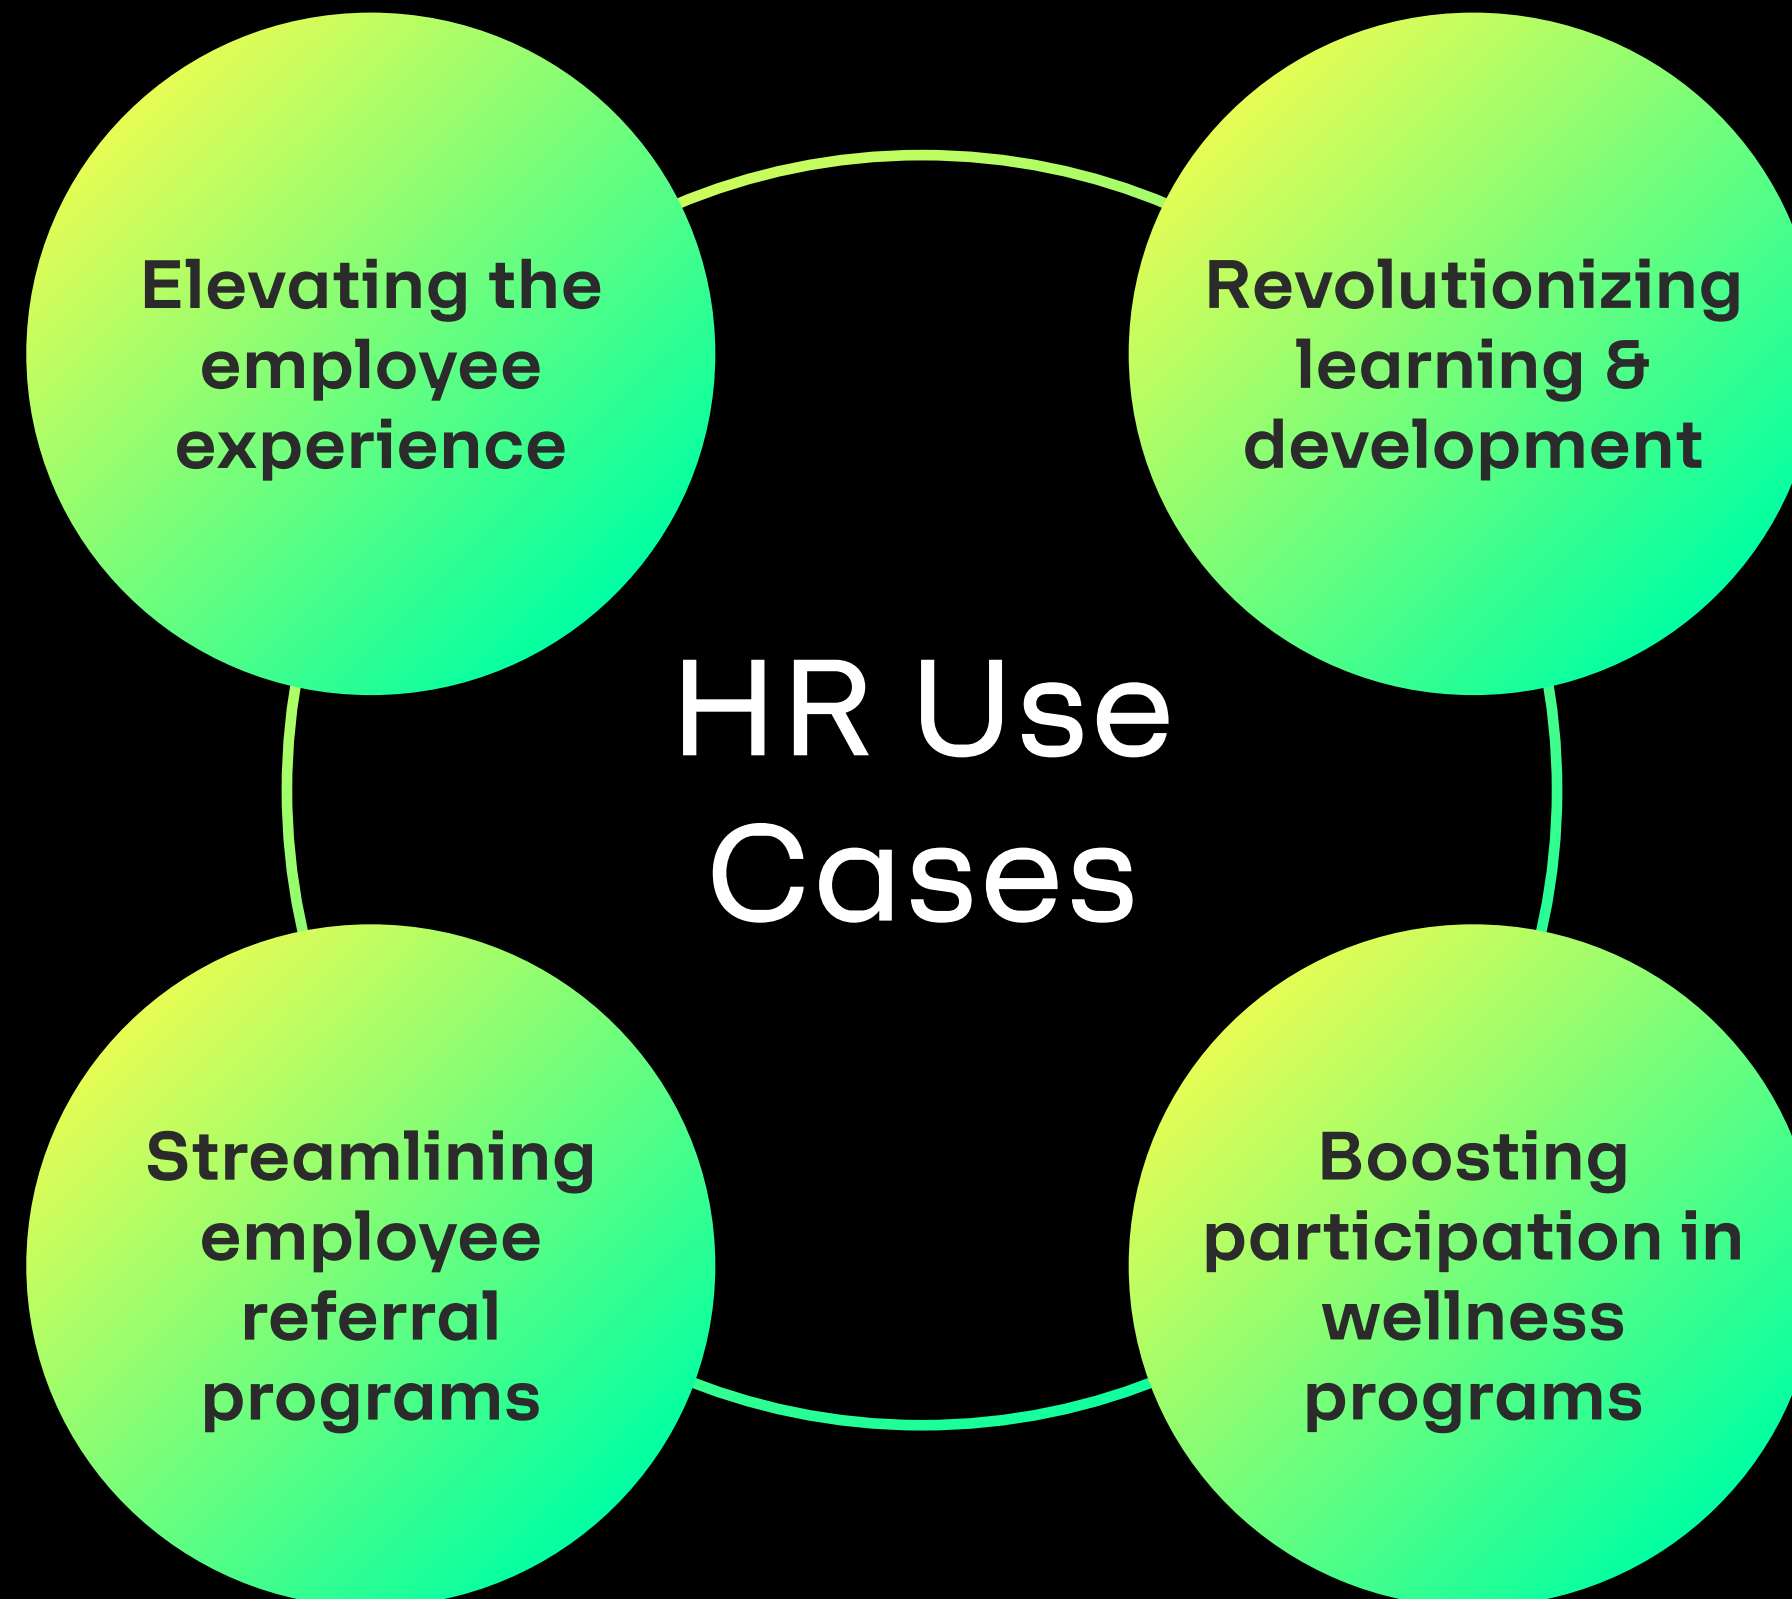 Elevating the
employee
experience
Revolutionizing
learning &
development
HR Use
Cases
Streamlining
employee
referral
programs
Boosting
participation in
wellness
programs